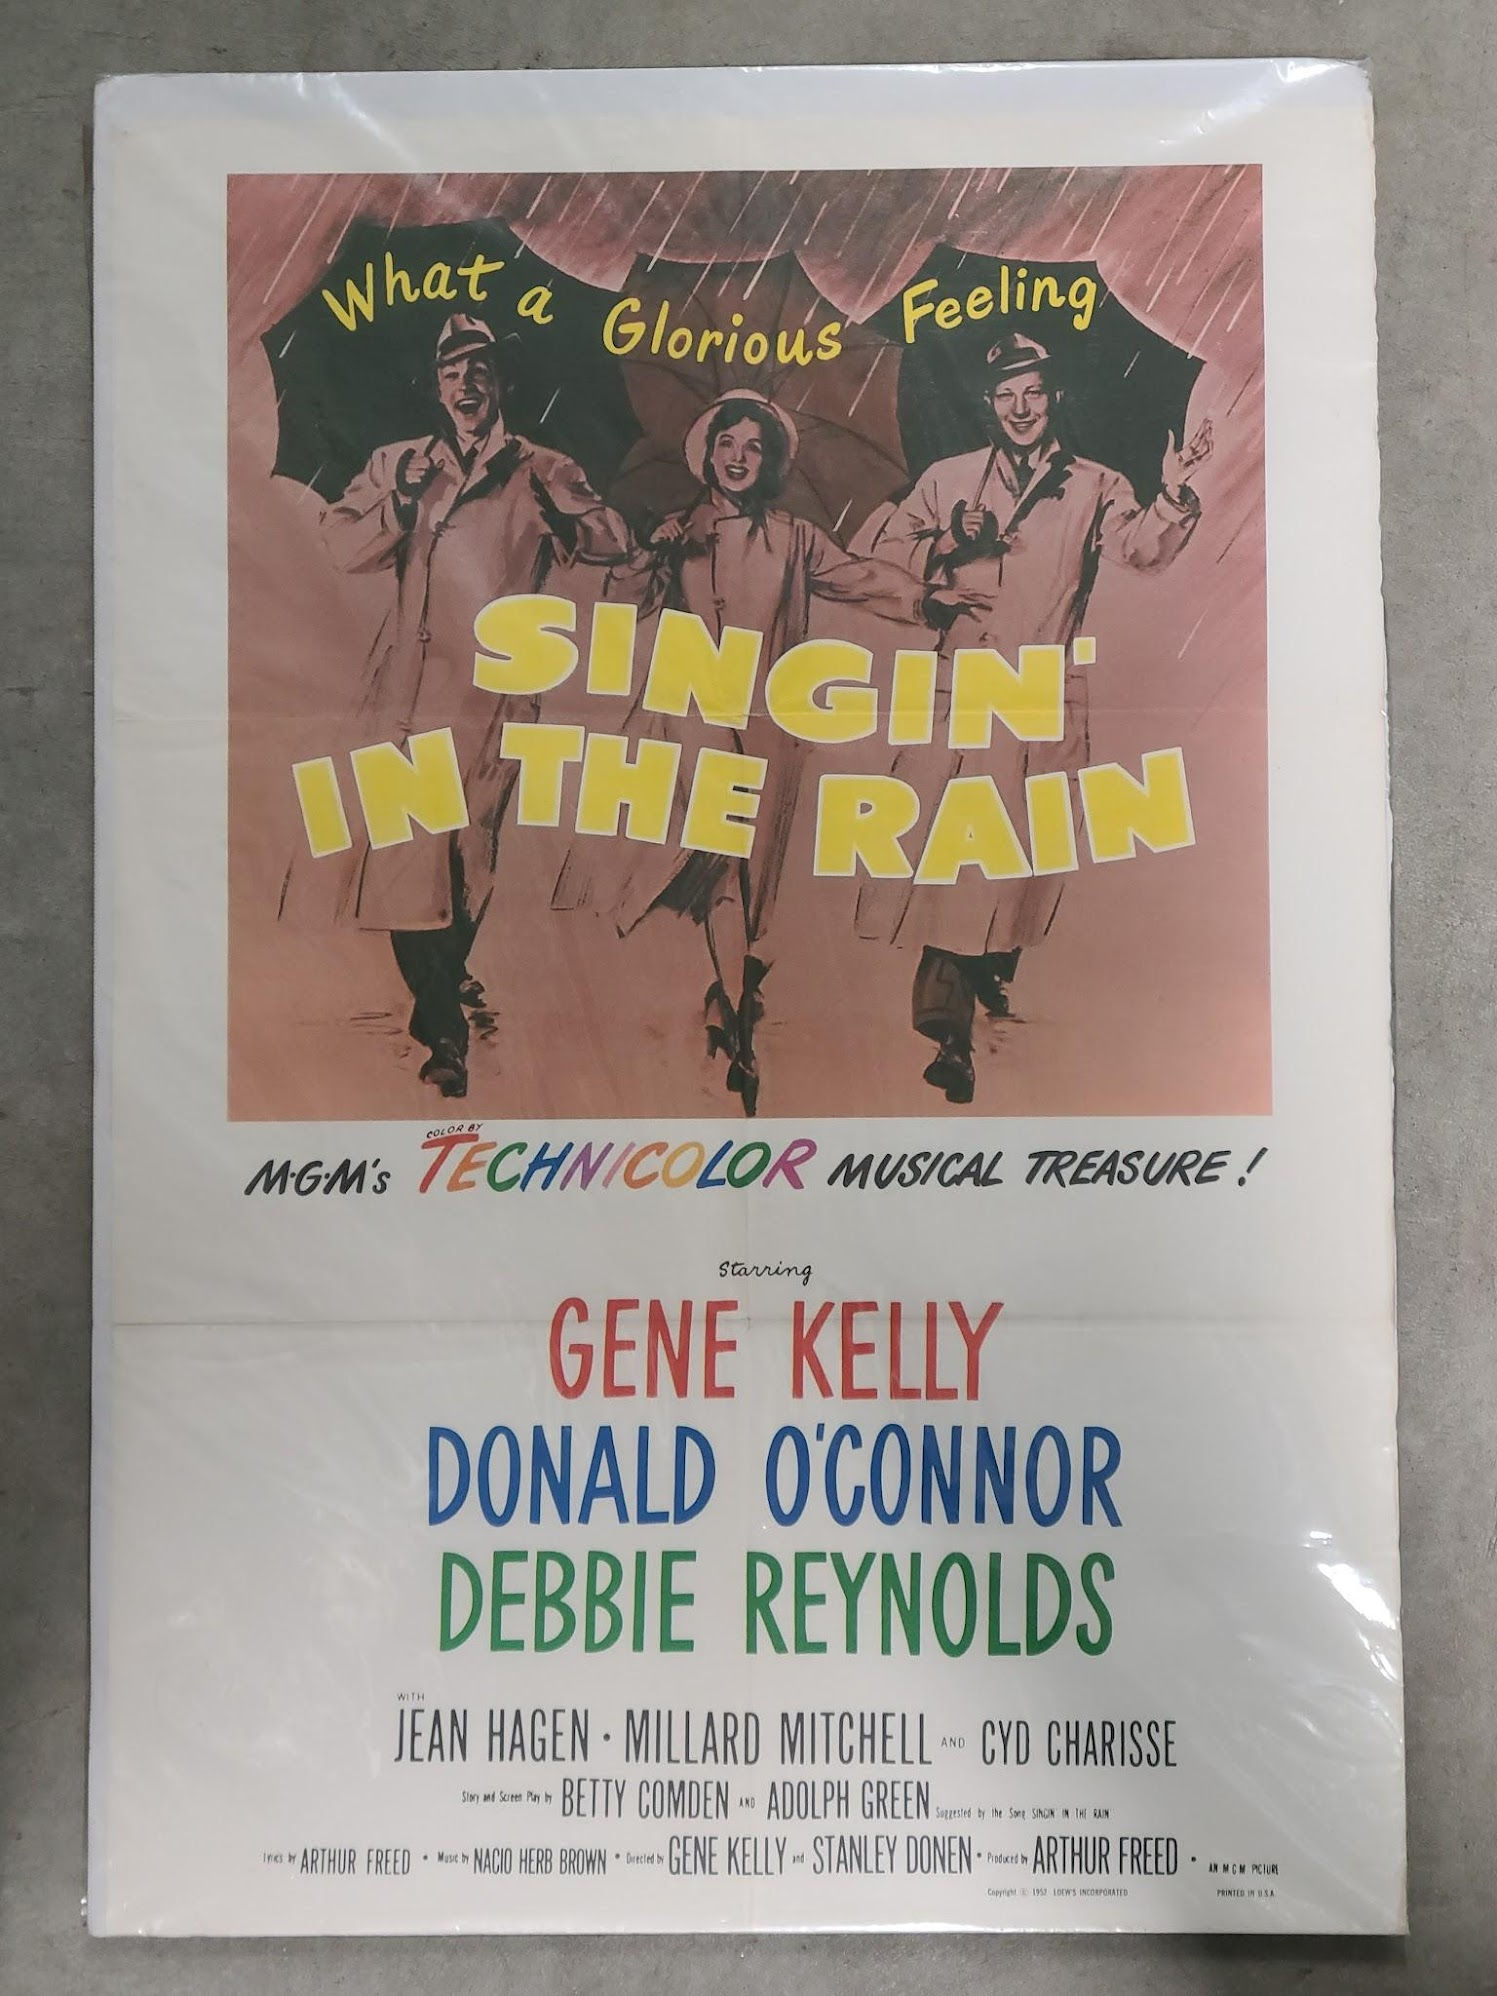 What a Glorious Feeling
SINGIN'
IN THE RAIN
COLOR BY
M·G·M's TECHNICOLOR MUSICAL TREASURE!
Starring
GENE KELLY
DONALD O'CONNOR
DEBBIE REYNOLDS
WITH
JEAN HAGEN · MILLARD MITCHELL AND CYD CHARISSE
Story and Screen Play by BETTY COMDEN AND ADOLPH GREEN Suggested by the Song SINGIN' IN THE RAIN
Lyrics by ARTHUR FREED · Music by NACIO HERB BROWN · Directed by GENE KELLY and STANLEY DONEN · Produced by ARTHUR FREED · AN M G M PICTURE
Copyright © 1952 LOEW'S INCORPORATED
PRINTED IN U.S.A.